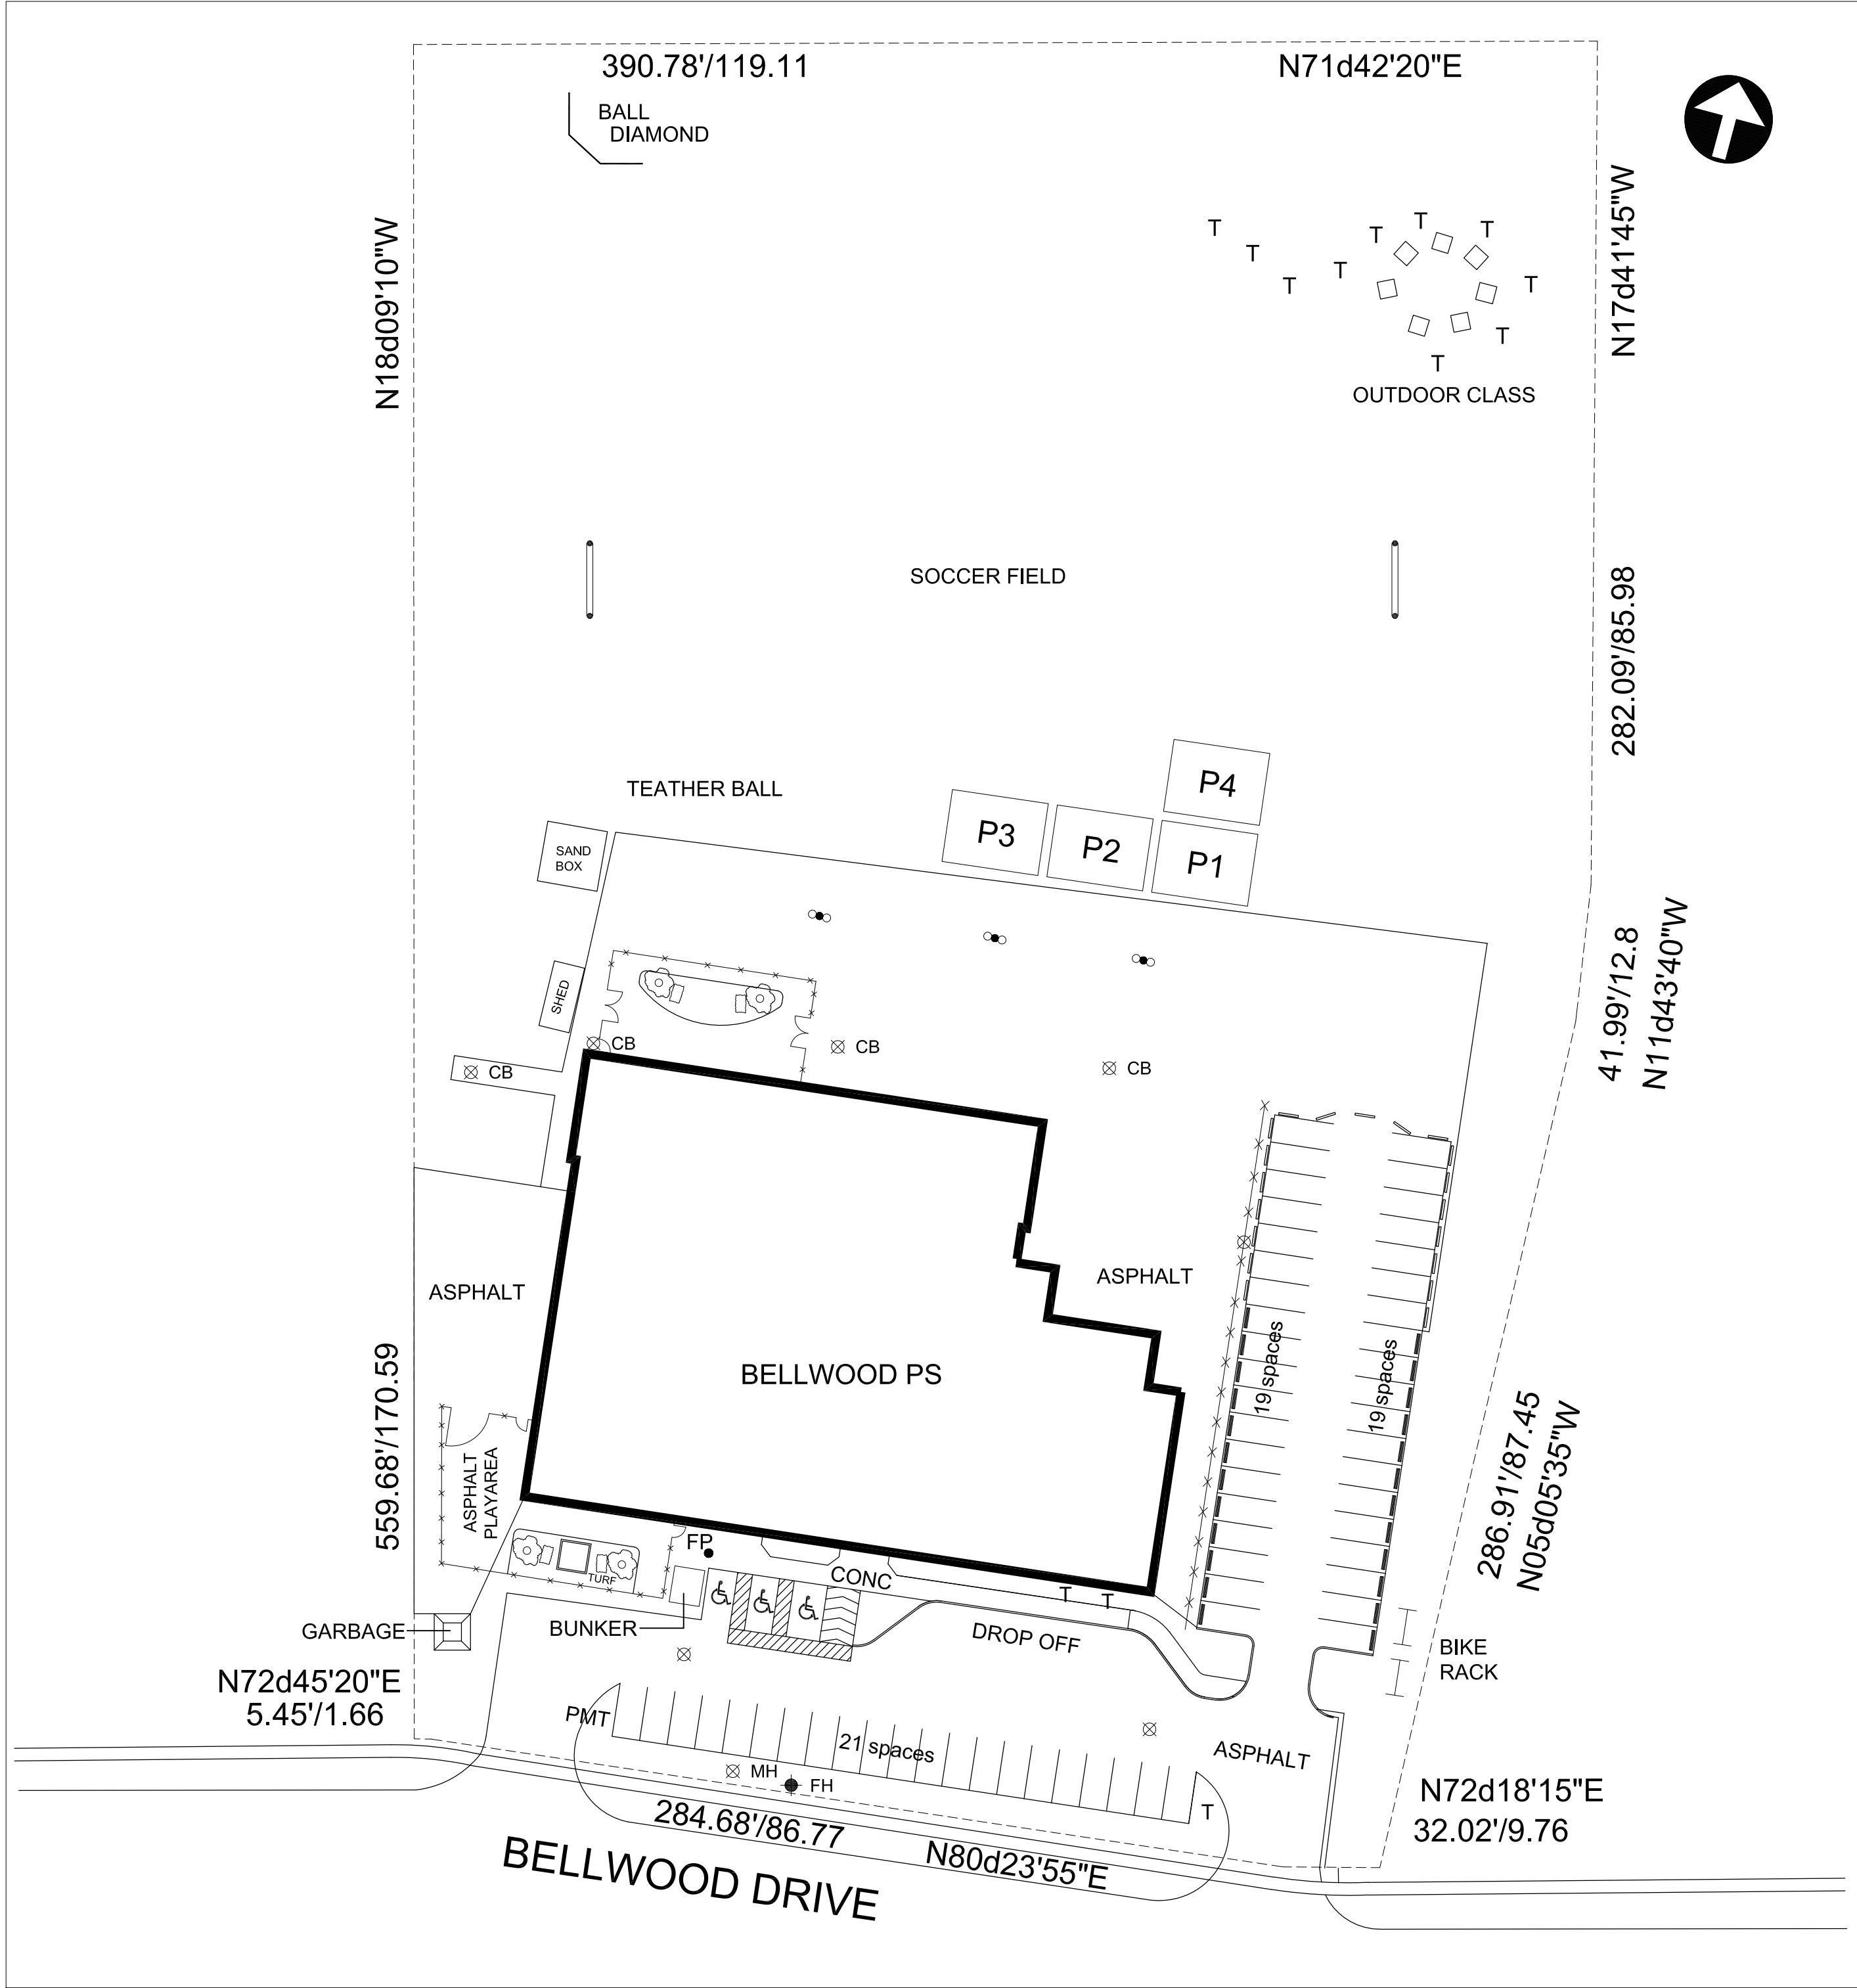 390.78'/119.11
N71d42'20"E
BALL
DIAMOND
N18d09'10"W
N17d41'45"W
T
T
T
T
T
T
T
T
T
T
OUTDOOR CLASS
SOCCER FIELD
282.09'/85.98
TEATHER BALL
P4
P3
P2
P1
SAND
BOX
SHED
CB
CB
CB
CB
41.99'/12.8
N11d43'40"W
ASPHALT
ASPHALT
BELLWOOD PS
19 spaces
19 spaces
559.68'/170.59
ASPHALT
PLAYAREA
286.91'/87.45
N05d05'35"W
FP
TURF
CONC
T
T
GARBAGE
BUNKER
DROP OFF
BIKE
RACK
N72d45'20"E
5.45'/1.66
PMT
21 spaces
ASPHALT
MH
FH
T
N72d18'15"E
32.02'/9.76
284.68'/86.77
N80d23'55"E
BELLWOOD DRIVE